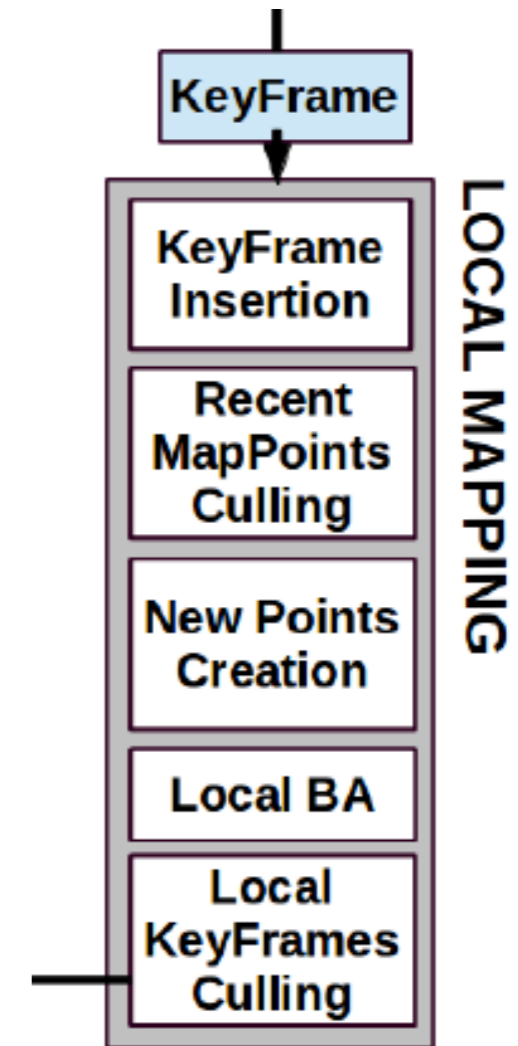 KeyFrame
KeyFrame
Insertion
Recent
MapPoints
Culling
New Points
Creation
Local BA
Local
KeyFrames
Culling
LOCAL MAPPING